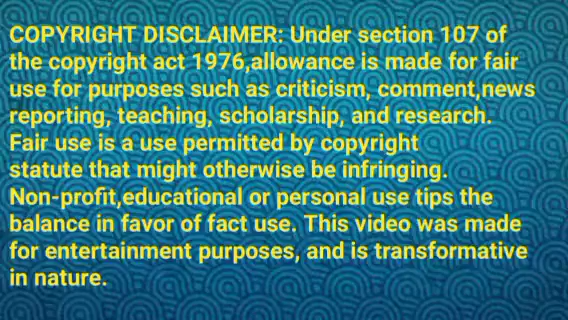 COPYRIGHT DISCLAIMER: Under section 107 of
the copyright act 1976,allowance is made for fair
use for purposes such as criticism, comment,news
reporting, teaching, scholarship, and research.
Fair use is a use permitted by copyright
statute that might otherwise be infringing.
Non-profit,educational or personal use tips the
balance in favor of fact use. This video was made
for entertainment purposes, and is transformative
in nature.